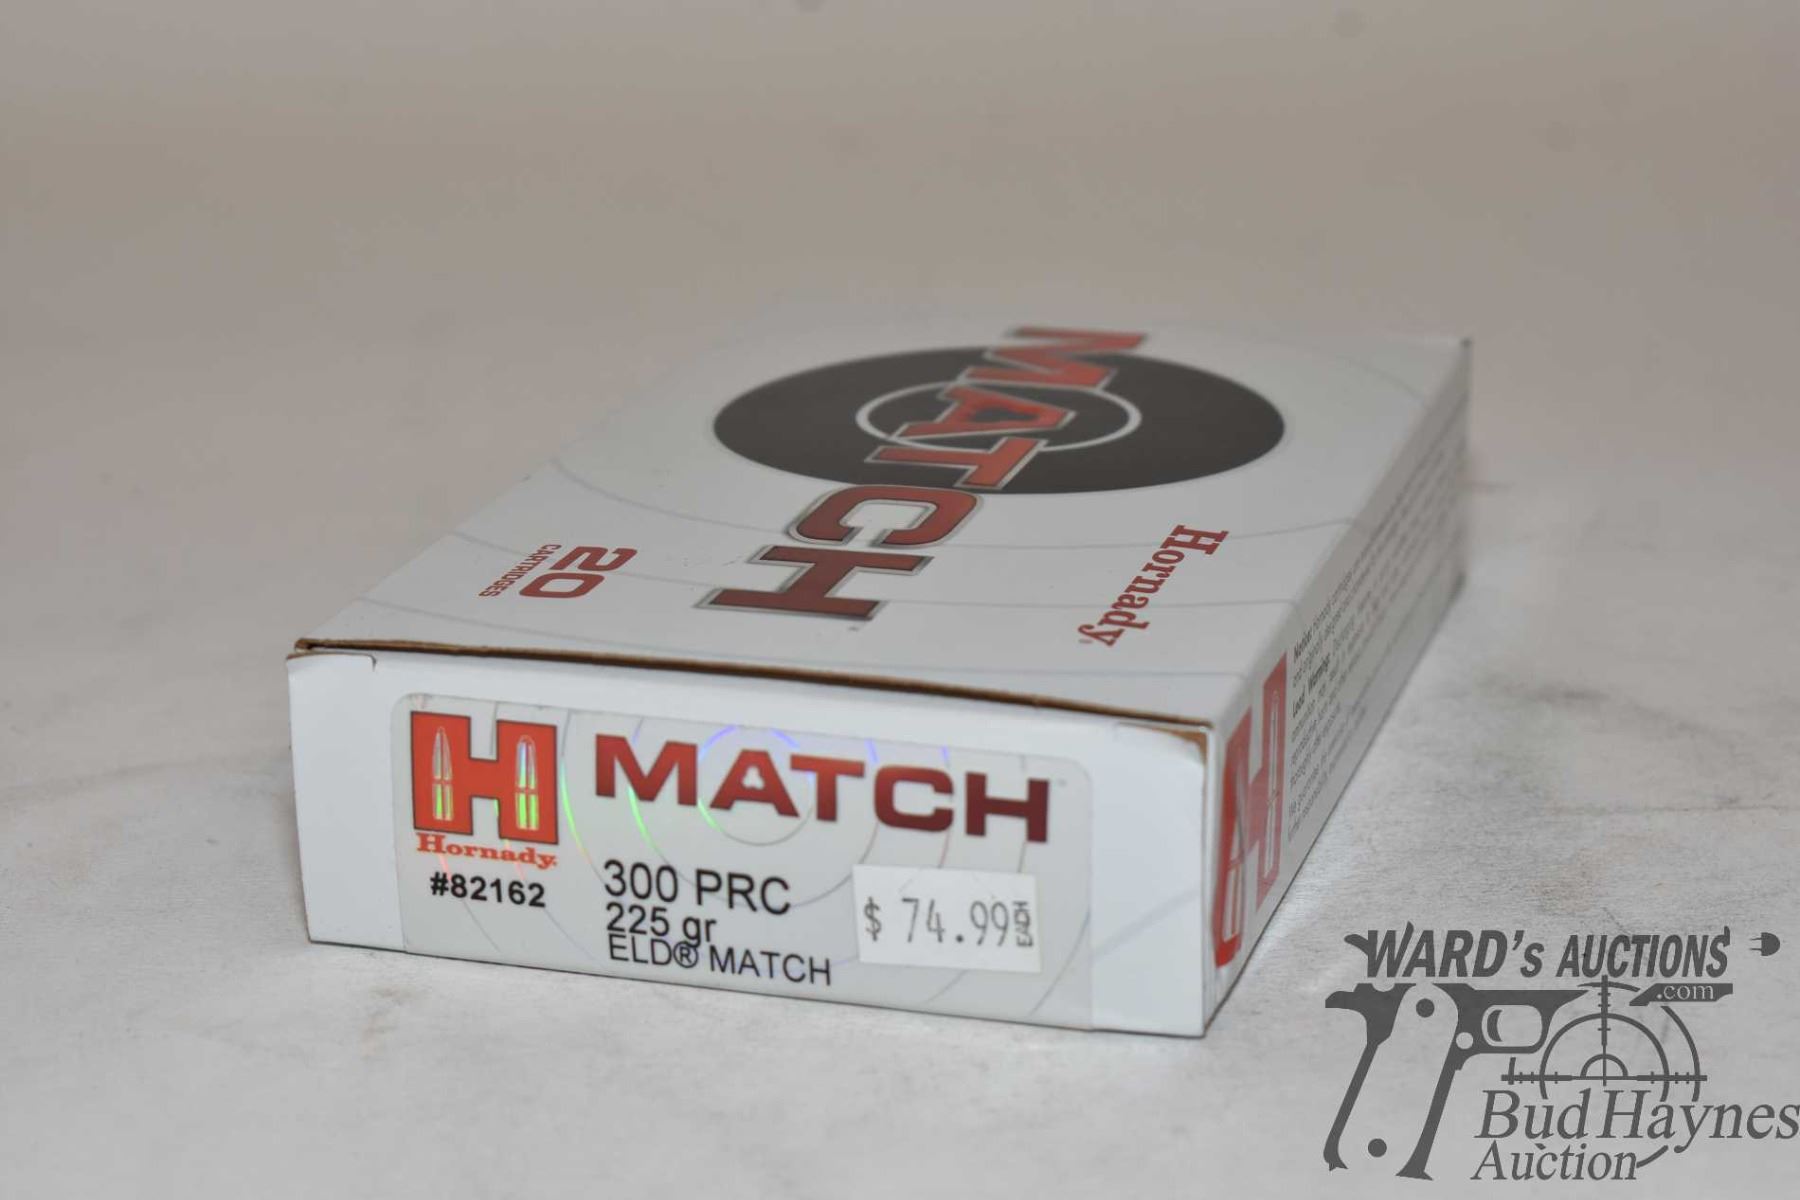 MATCH
Hornady
20
CARTRIDGES
Hornady
#82162
MATCH
300 PRC
225 gr
ELD® MATCH
$ 74.99 EACH
WARD's AUCTIONS
.com
Bud Haynes
Auction